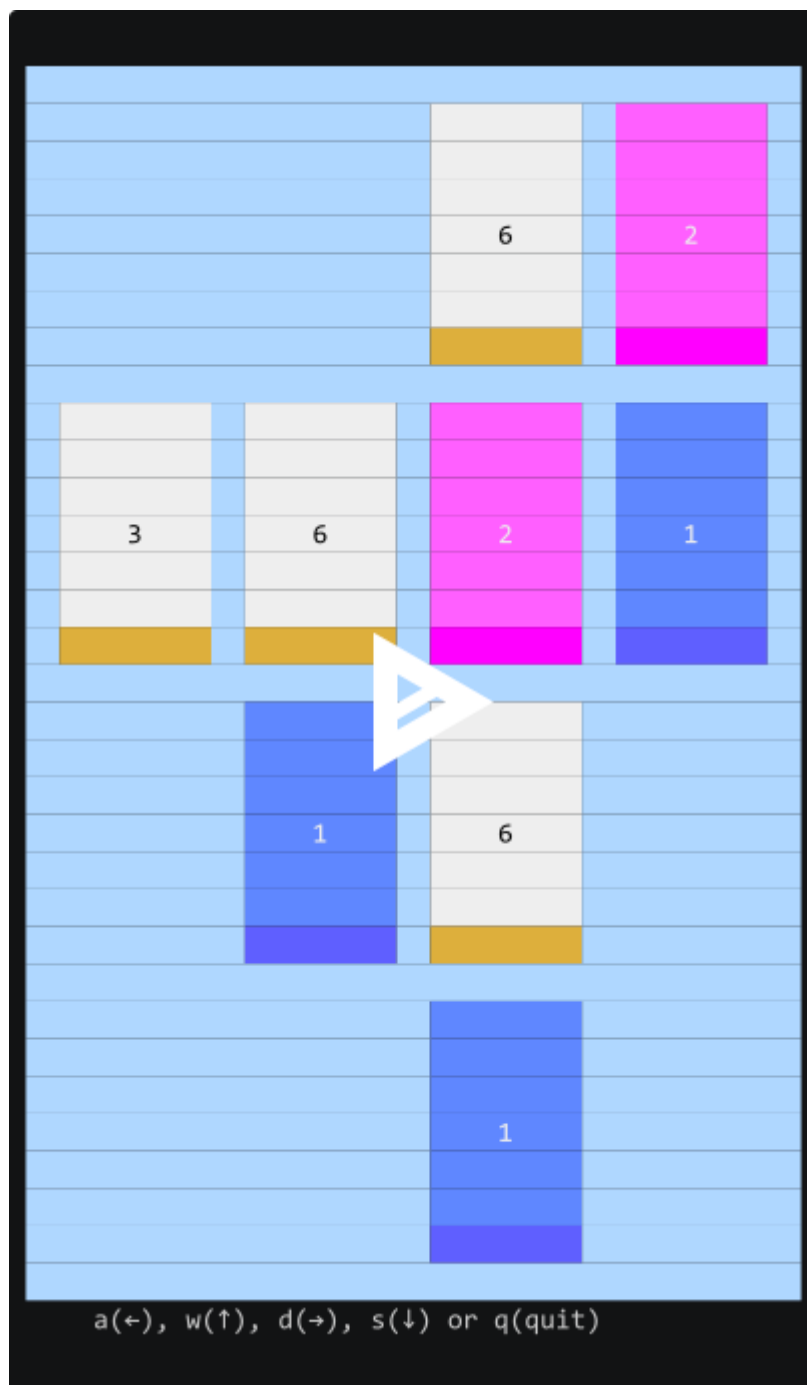 6 2
3 6 2 1
1 6
1
a(←), w(↑), d(→), s(↓) or q(quit)